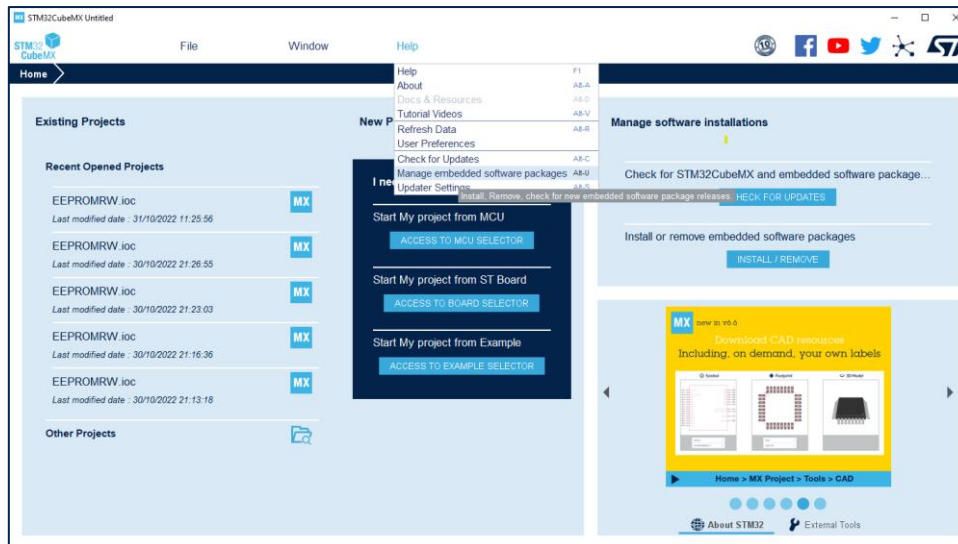 MX STM32CubeMX Untitled
STM32
CubeMX
File
Window
Help
10
Home
Help F1
About Alt-A
Docs & Resources Alt-D
Tutorial Videos Alt-V
Refresh Data Alt-R
User Preferences
Check for Updates Alt-C
Manage embedded software packages Alt-U
Updater Settings Alt-S
Install, Remove, check for new embedded software package releases.
Existing Projects
Recent Opened Projects
EEPROMRW.ioc
MX
Last modified date : 31/10/2022 11:25:56
EEPROMRW.ioc
MX
Last modified date : 30/10/2022 21:26:55
EEPROMRW.ioc
MX
Last modified date : 30/10/2022 21:23:03
EEPROMRW.ioc
MX
Last modified date : 30/10/2022 21:16:36
EEPROMRW.ioc
MX
Last modified date : 30/10/2022 21:13:18
Other Projects
New P
I nee
Start My project from MCU
ACCESS TO MCU SELECTOR
Start My project from ST Board
ACCESS TO BOARD SELECTOR
Start My project from Example
ACCESS TO EXAMPLE SELECTOR
Manage software installations
Check for STM32CubeMX and embedded software package...
HECK FOR UPDATES
Install or remove embedded software packages
INSTALL / REMOVE
MX new in v6.6
Download CAD resources
Including, on demand, your own labels
Symbol
Footprint
3D Model
Home > MX Project > Tools > CAD
About STM32
External Tools